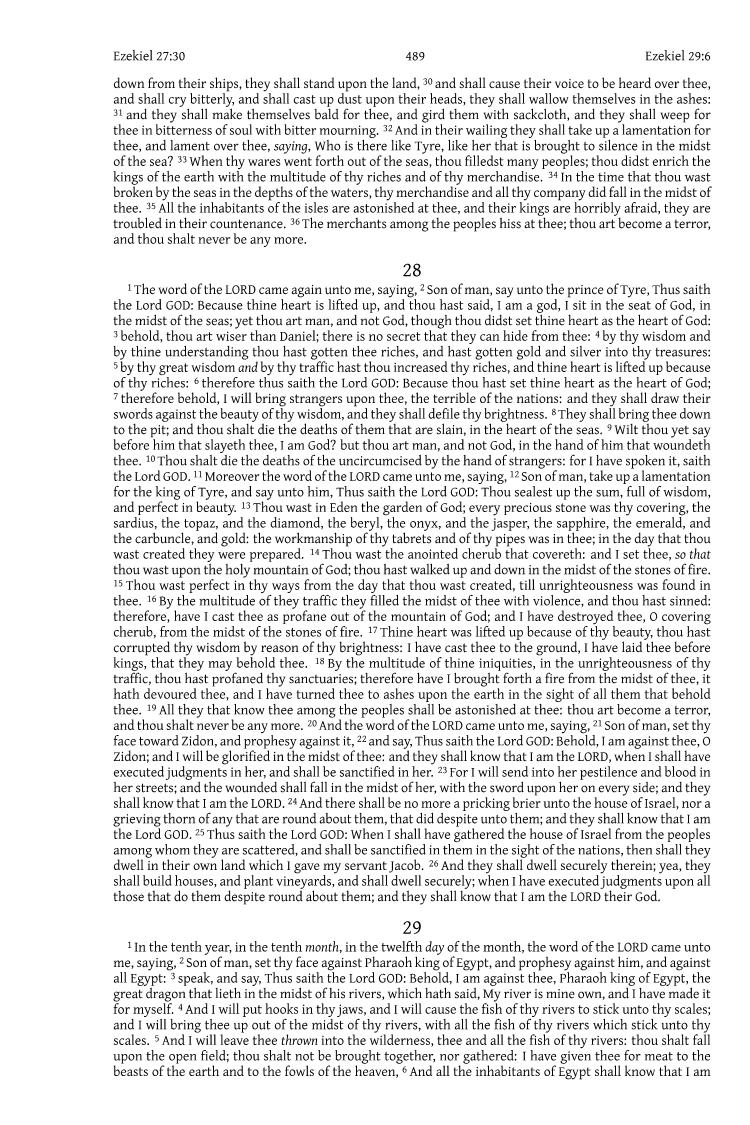 Ezekiel 27:30 489 Ezekiel 29:6
down from their ships, they shall stand upon the land, 30 and shall cause their voice to be heard over thee,
and shall cry bitterly, and shall cast up dust upon their heads, they shall wallow themselves in the ashes:
31 and they shall make themselves bald for thee, and gird them with sackcloth, and they shall weep for
thee in bitterness of soul with bitter mourning. 32 And in their wailing they shall take up a lamentation for
thee, and lament over thee, saying, Who is there like Tyre, like her that is brought to silence in the midst
of the sea? 33 When thy wares went forth out of the seas, thou filledst many peoples; thou didst enrich the
kings of the earth with the multitude of thy riches and of thy merchandise. 34 In the time that thou wast
broken by the seas in the depths of the waters, thy merchandise and all thy company did fall in the midst of
thee. 35 All the inhabitants of the isles are astonished at thee, and their kings are horribly afraid, they are
troubled in their countenance. 36 The merchants among the peoples hiss at thee; thou art become a terror,
and thou shalt never be any more.
28
1 The word of the LORD came again unto me, saying, 2 Son of man, say unto the prince of Tyre, Thus saith
the Lord GOD: Because thine heart is lifted up, and thou hast said, I am a god, I sit in the seat of God, in
the midst of the seas; yet thou art man, and not God, though thou didst set thine heart as the heart of God:
3 behold, thou art wiser than Daniel; there is no secret that they can hide from thee: 4 by thy wisdom and
by thine understanding thou hast gotten thee riches, and hast gotten gold and silver into thy treasures:
5 by thy great wisdom and by thy traffic hast thou increased thy riches, and thine heart is lifted up because
of thy riches: 6 therefore thus saith the Lord GOD: Because thou hast set thine heart as the heart of God;
7 therefore behold, I will bring strangers upon thee, the terrible of the nations: and they shall draw their
swords against the beauty of thy wisdom, and they shall defile thy brightness. 8 They shall bring thee down
to the pit; and thou shalt die the deaths of them that are slain, in the heart of the seas. 9 Wilt thou yet say
before him that slayeth thee, I am God? but thou art man, and not God, in the hand of him that woundeth
thee. 10 Thou shalt die the deaths of the uncircumcised by the hand of strangers: for I have spoken it, saith
the Lord GOD. 11 Moreover the word of the LORD came unto me, saying, 12 Son of man, take up a lamentation
for the king of Tyre, and say unto him, Thus saith the Lord GOD: Thou sealest up the sum, full of wisdom,
and perfect in beauty. 13 Thou wast in Eden the garden of God; every precious stone was thy covering, the
sardius, the topaz, and the diamond, the beryl, the onyx, and the jasper, the sapphire, the emerald, and
the carbuncle, and gold: the workmanship of thy tabrets and of thy pipes was in thee; in the day that thou
wast created they were prepared. 14 Thou wast the anointed cherub that covereth: and I set thee, so that
thou wast upon the holy mountain of God; thou hast walked up and down in the midst of the stones of fire.
15 Thou wast perfect in thy ways from the day that thou wast created, till unrighteousness was found in
thee. 16 By the multitude of they traffic they filled the midst of thee with violence, and thou hast sinned:
therefore, have I cast thee as profane out of the mountain of God; and I have destroyed thee, O covering
cherub, from the midst of the stones of fire. 17 Thine heart was lifted up because of thy beauty, thou hast
corrupted thy wisdom by reason of thy brightness: I have cast thee to the ground, I have laid thee before
kings, that they may behold thee. 18 By the multitude of thine iniquities, in the unrighteousness of thy
traffic, thou hast profaned thy sanctuaries; therefore have I brought forth a fire from the midst of thee, it
hath devoured thee, and I have turned thee to ashes upon the earth in the sight of all them that behold
thee. 19 All they that know thee among the peoples shall be astonished at thee: thou art become a terror,
and thou shalt never be any more. 20 And the word of the LORD came unto me, saying, 21 Son of man, set thy
face toward Zidon, and prophesy against it, 22 and say, Thus saith the Lord GOD: Behold, I am against thee, O
Zidon; and I will be glorified in the midst of thee: and they shall know that I am the LORD, when I shall have
executed judgments in her, and shall be sanctified in her. 23 For I will send into her pestilence and blood in
her streets; and the wounded shall fall in the midst of her, with the sword upon her on every side; and they
shall know that I am the LORD. 24 And there shall be no more a pricking brier unto the house of Israel, nor a
grieving thorn of any that are round about them, that did despite unto them; and they shall know that I am
the Lord GOD. 25 Thus saith the Lord GOD: When I shall have gathered the house of Israel from the peoples
among whom they are scattered, and shall be sanctified in them in the sight of the nations, then shall they
dwell in their own land which I gave my servant Jacob. 26 And they shall dwell securely therein; yea, they
shall build houses, and plant vineyards, and shall dwell securely; when I have executed judgments upon all
those that do them despite round about them; and they shall know that I am the LORD their God.
29
1 In the tenth year, in the tenth month, in the twelfth day of the month, the word of the LORD came unto
me, saying, 2 Son of man, set thy face against Pharaoh king of Egypt, and prophesy against him, and against
all Egypt: 3 speak, and say, Thus saith the Lord GOD: Behold, I am against thee, Pharaoh king of Egypt, the
great dragon that lieth in the midst of his rivers, which hath said, My river is mine own, and I have made it
for myself. 4 And I will put hooks in thy jaws, and I will cause the fish of thy rivers to stick unto thy scales;
and I will bring thee up out of the midst of thy rivers, with all the fish of thy rivers which stick unto thy
scales. 5 And I will leave thee thrown into the wilderness, thee and all the fish of thy rivers: thou shalt fall
upon the open field; thou shalt not be brought together, nor gathered: I have given thee for meat to the
beasts of the earth and to the fowls of the heaven, 6 And all the inhabitants of Egypt shall know that I am